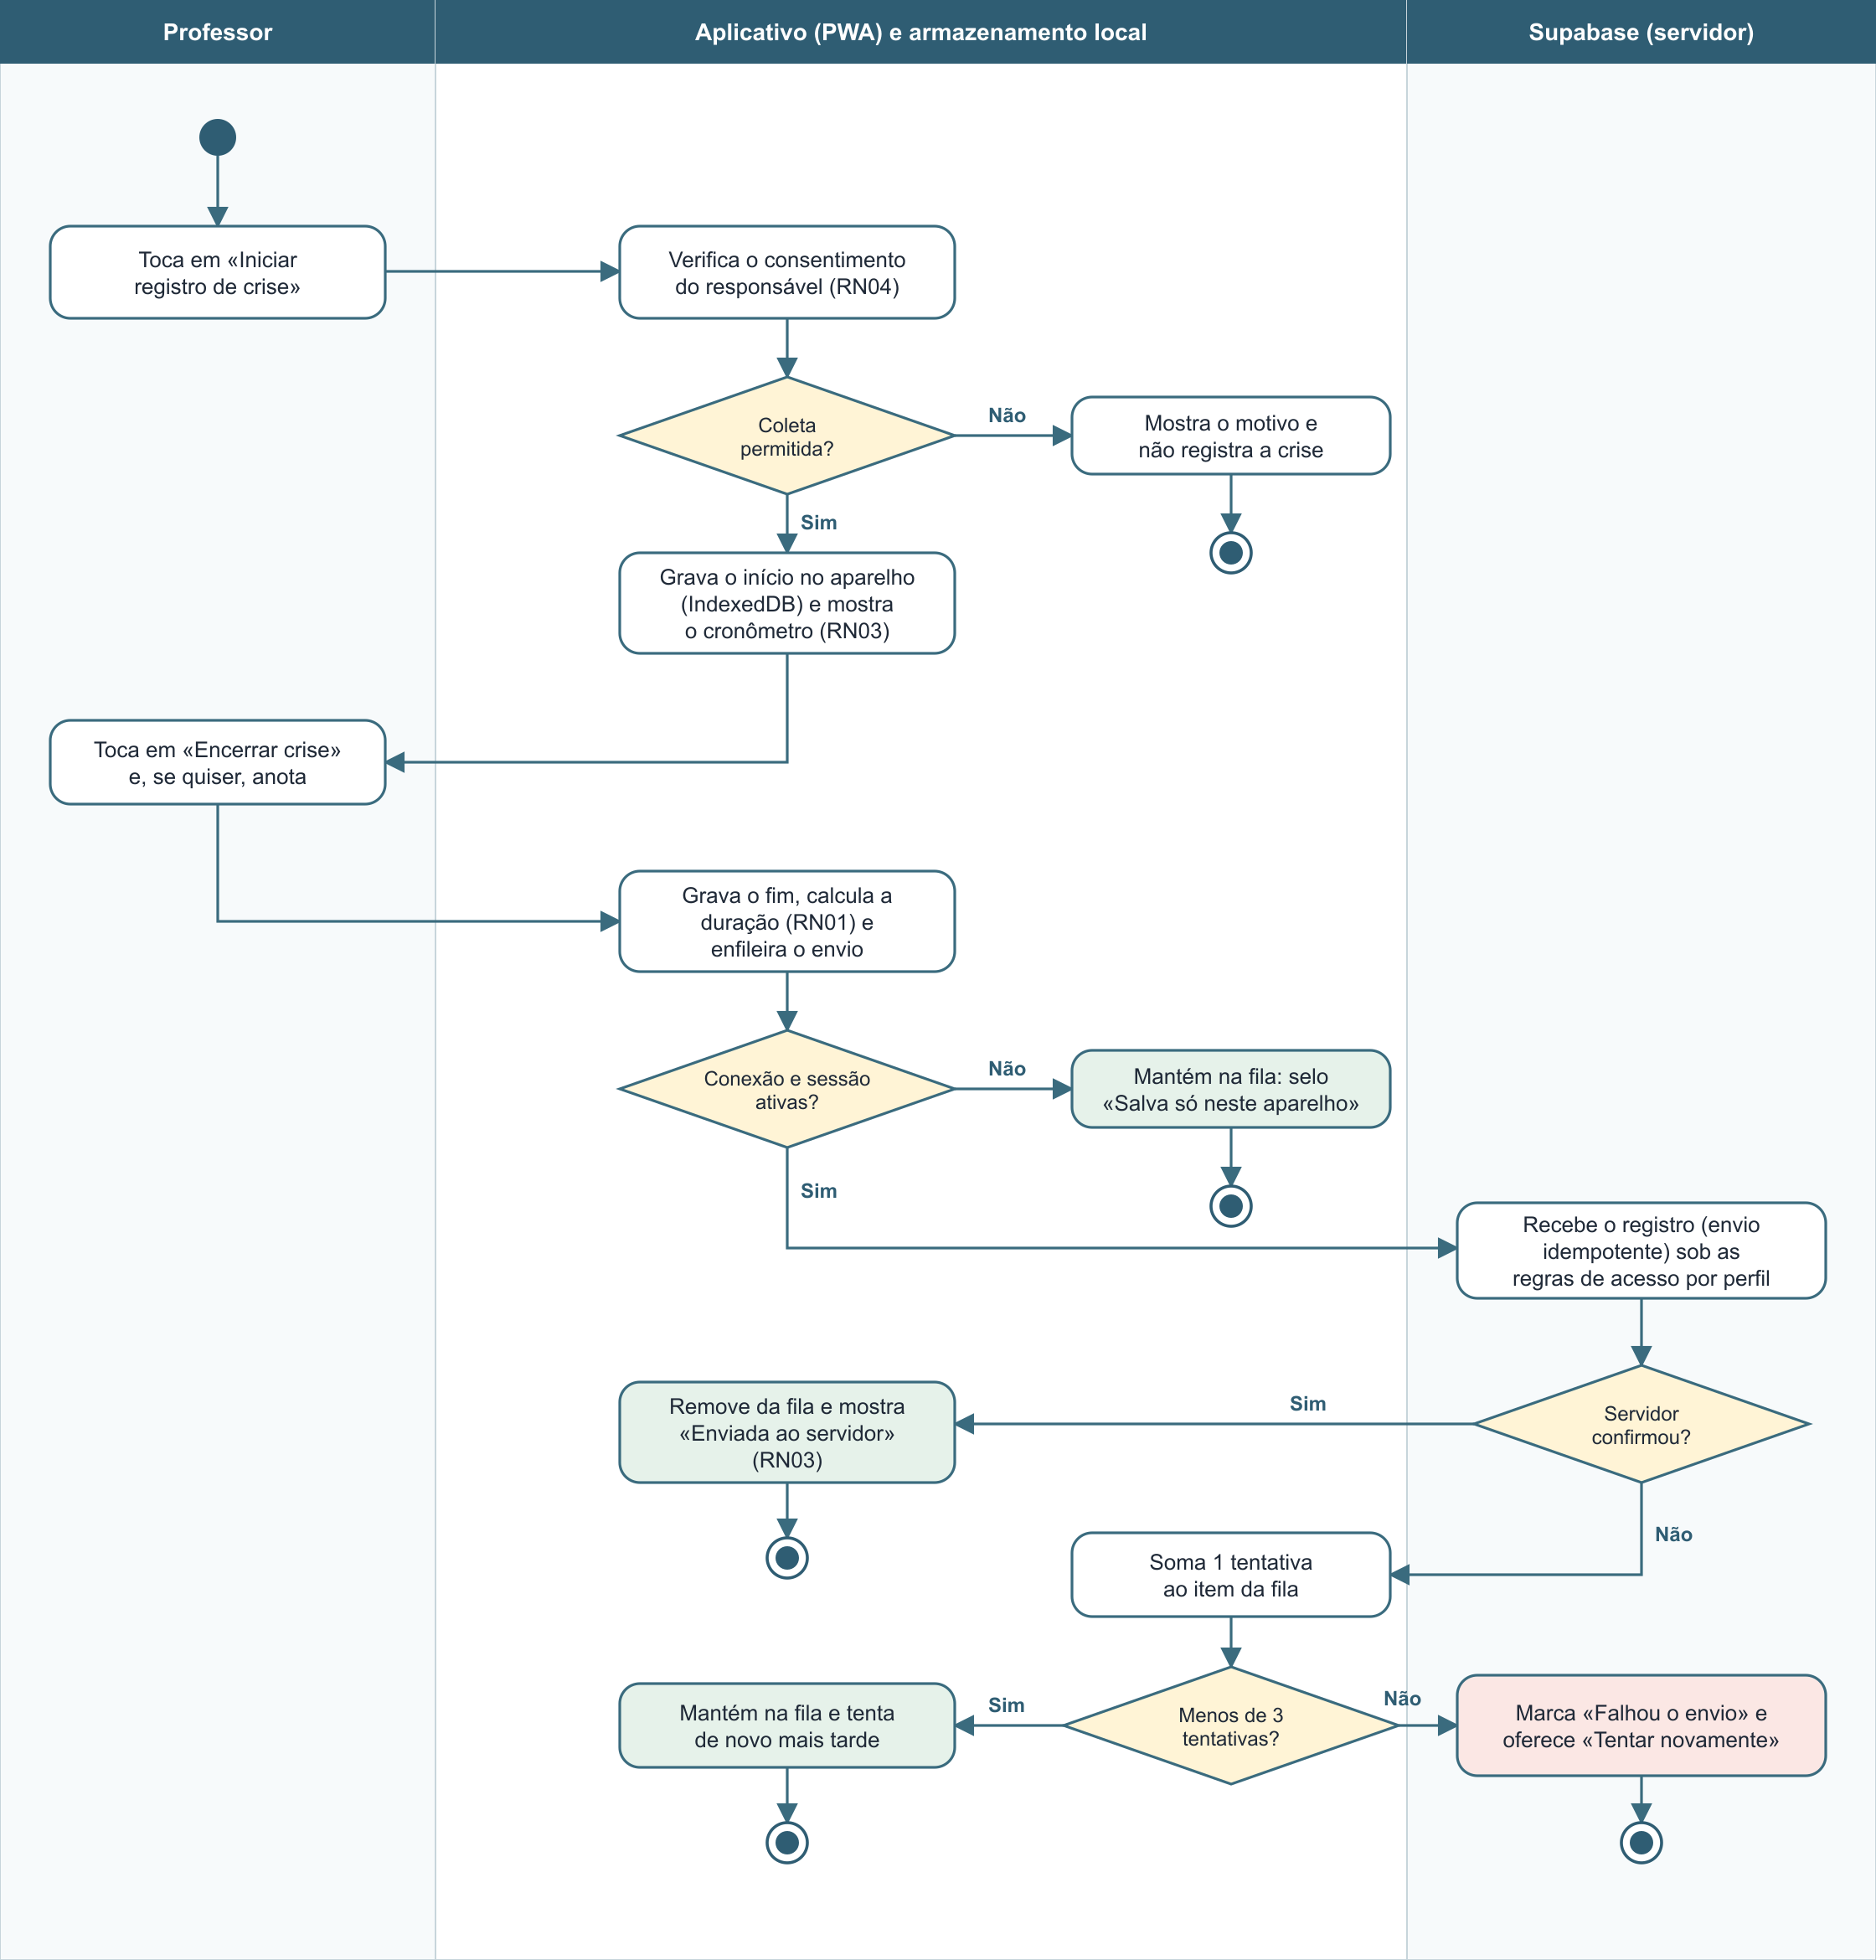 Professor
Aplicativo (PWA) e armazenamento local
Supabase (servidor)
Toca em «Iniciar
registro de crise»
Verifica o consentimento
do responsável (RN04)
Coleta
permitida?
Não
Mostra o motivo e
não registra a crise
Sim
Grava o início no aparelho
(IndexedDB) e mostra
o cronômetro (RN03)
Toca em «Encerrar crise»
e, se quiser, anota
Grava o fim, calcula a
duração (RN01) e
enfileira o envio
Conexão e sessão
ativas?
Não
Mantém na fila: selo
«Salva só neste aparelho»
Sim
Recebe o registro (envio
idempotente) sob as
regras de acesso por perfil
Servidor
confirmou?
Sim
Remove da fila e mostra
«Enviada ao servidor»
(RN03)
Não
Soma 1 tentativa
ao item da fila
Menos de 3
tentativas?
Sim
Mantém na fila e tenta
de novo mais tarde
Não
Marca «Falhou o envio» e
oferece «Tentar novamente»